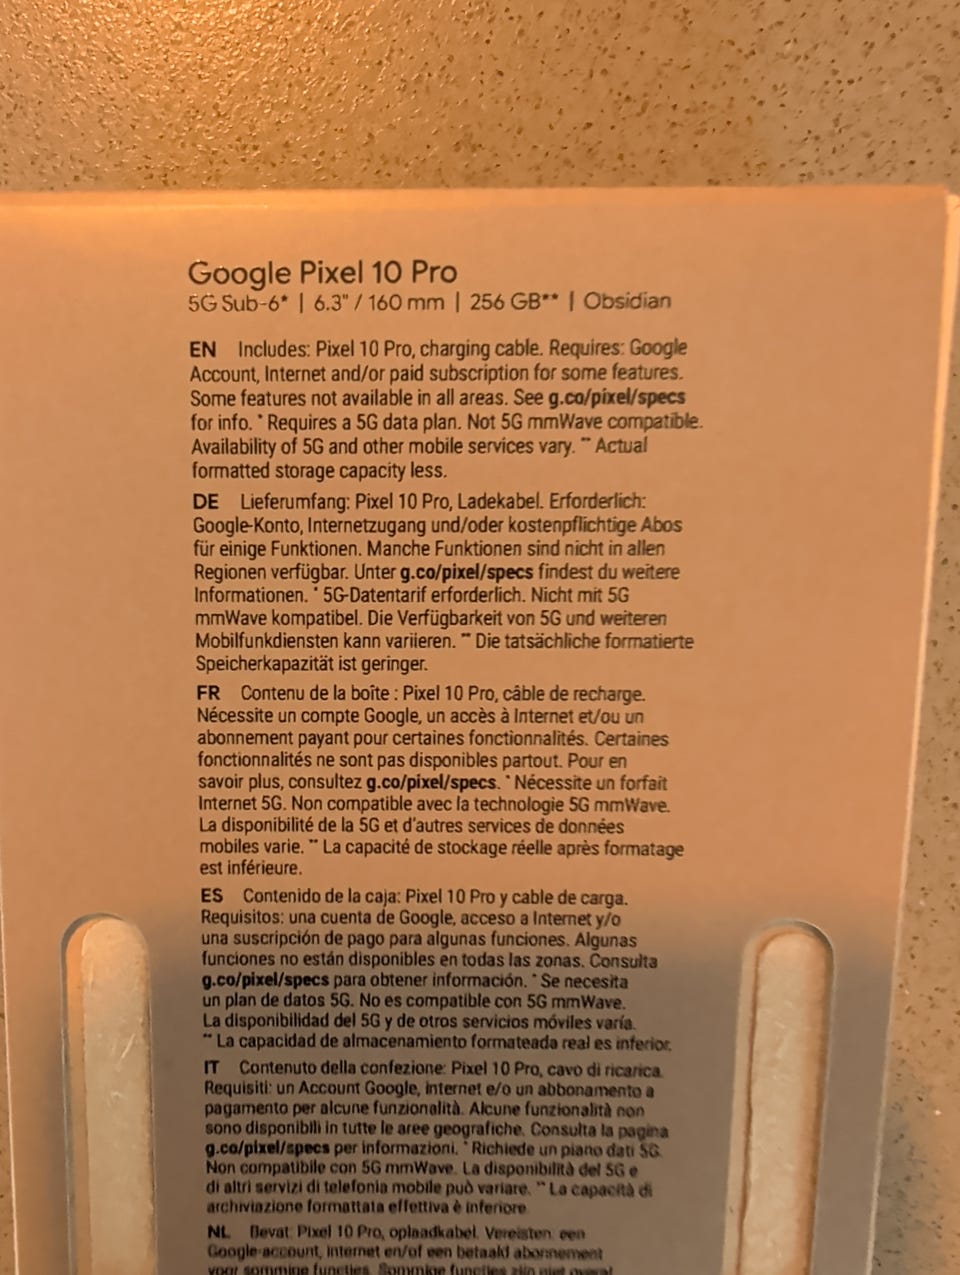 Google Pixel 10 Pro
5G Sub-6* | 6.3" / 160 mm | 256 GB** | Obsidian
EN Includes: Pixel 10 Pro, charging cable. Requires: Google
Account, Internet and/or paid subscription for some features.
Some features not available in all areas. See g.co/pixel/specs
for info. * Requires a 5G data plan. Not 5G mmWave compatible.
Availability of 5G and other mobile services vary. ** Actual
formatted storage capacity less.
DE Lieferumfang: Pixel 10 Pro, Ladekabel. Erforderlich:
Google-Konto, Internetzugang und/oder kostenpflichtige Abos
für einige Funktionen. Manche Funktionen sind nicht in allen
Regionen verfügbar. Unter g.co/pixel/specs findest du weitere
Informationen. * 5G-Datentarif erforderlich. Nicht mit 5G
mmWave kompatibel. Die Verfügbarkeit von 5G und weiteren
Mobilfunkdiensten kann variieren. ** Die tatsächliche formatierte
Speicherkapazität ist geringer.
FR Contenu de la boîte : Pixel 10 Pro, câble de recharge.
Nécessite un compte Google, un accès à Internet et/ou un
abonnement payant pour certaines fonctionnalités. Certaines
fonctionnalités ne sont pas disponibles partout. Pour en
savoir plus, consultez g.co/pixel/specs. * Nécessite un forfait
Internet 5G. Non compatible avec la technologie 5G mmWave.
La disponibilité de la 5G et d'autres services de données
mobiles varie. ** La capacité de stockage réelle après formatage
est inférieure.
ES Contenido de la caja: Pixel 10 Pro y cable de carga.
Requisitos: una cuenta de Google, acceso a Internet y/o
una suscripción de pago para algunas funciones. Algunas
funciones no están disponibles en todas las zonas. Consulta
g.co/pixel/specs para obtener información. * Se necesita
un plan de datos 5G. No es compatible con 5G mmWave.
La disponibilidad del 5G y de otros servicios móviles varía.
** La capacidad de almacenamiento formateada real es inferior.
IT Contenuto della confezione: Pixel 10 Pro, cavo di ricarica.
Requisiti: un Account Google, Internet e/o un abbonamento a
pagamento per alcune funzionalità. Alcune funzionalità non
sono disponibili in tutte le aree geografiche. Consulta la pagina
g.co/pixel/specs per informazioni. * Richiede un piano dati 5G.
Non compatibile con 5G mmWave. La disponibilità del 5G e
di altri servizi di telefonia mobile può variare. ** La capacità di
archiviazione formattata effettiva è inferiore.
NL Bevat: Pixel 10 Pro, oplaadkabel. Vereisten: een
Google-account, internet en/of een betaald abonnement
voor sommige functies. Sommige functies zijn niet overal